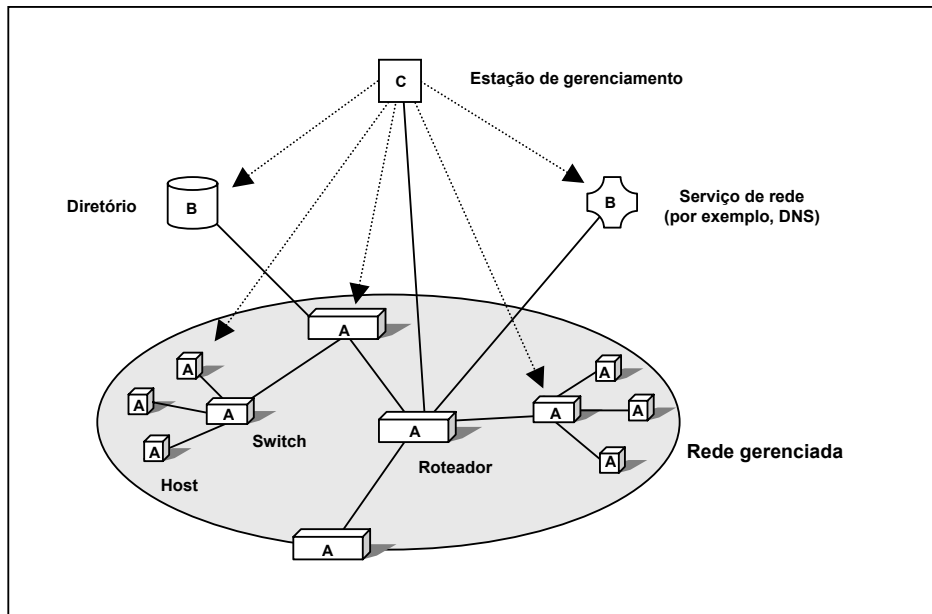 C
Estação de gerenciamento
Diretório
B
B
Serviço de rede
(por exemplo, DNS)
A
A
A
A
A
A
A
A
A
A
A
A
Switch
Roteador
Rede gerenciada
Host
A